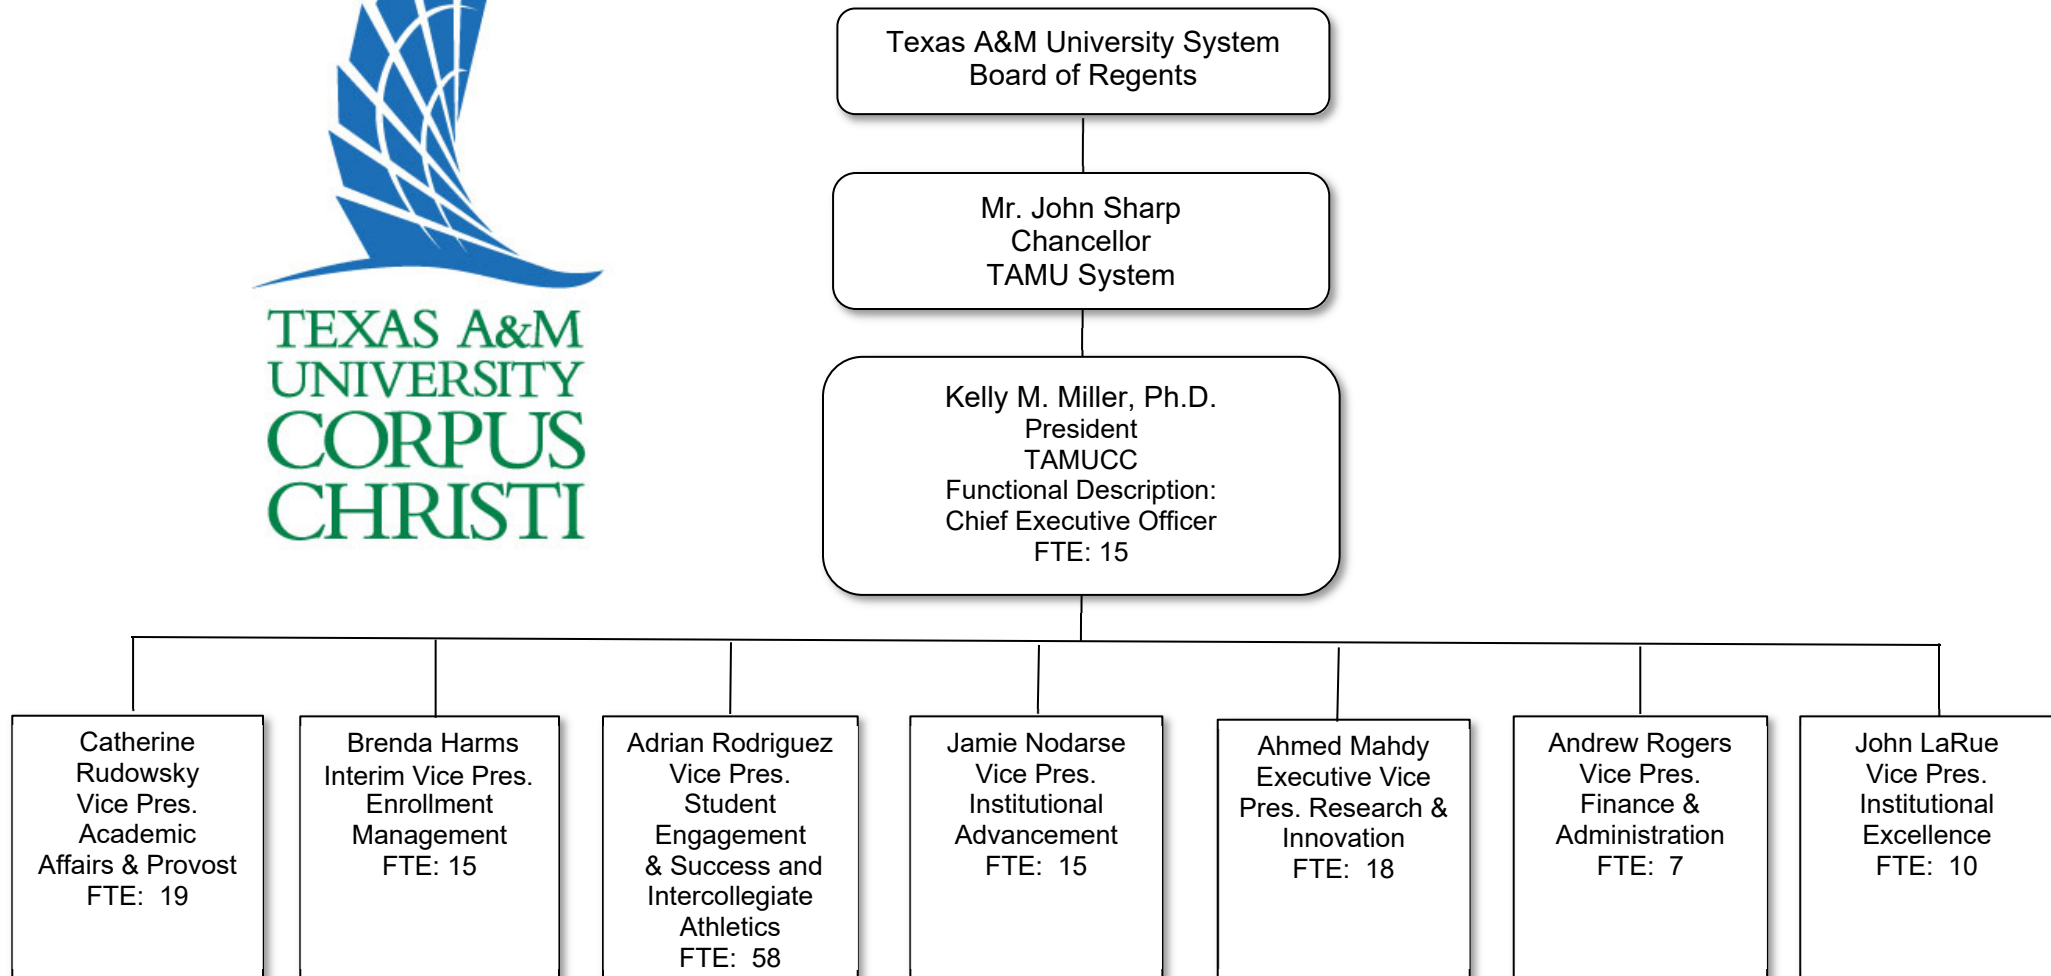 TEXAS A&M
UNIVERSITY
CORPUS
CHRISTI
Texas A&M University System
Board of Regents
Mr. John Sharp
Chancellor
TAMU System
Kelly M. Miller, Ph.D.
President
TAMUCC
Functional Description:
Chief Executive Officer
FTE: 15
Catherine
Rudowsky
Vice Pres.
Academic
Affairs & Provost
FTE: 19
Brenda Harms
Interim Vice Pres.
Enrollment
Management
FTE: 15
Adrian Rodriguez
Vice Pres.
Student
Engagement
& Success and
Intercollegiate
Athletics
FTE: 58
Jamie Nodarse
Vice Pres.
Institutional
Advancement
FTE: 15
Ahmed Mahdy
Executive Vice
Pres. Research &
Innovation
FTE: 18
Andrew Rogers
Vice Pres.
Finance &
Administration
FTE: 7
John LaRue
Vice Pres.
Institutional
Excellence
FTE: 10